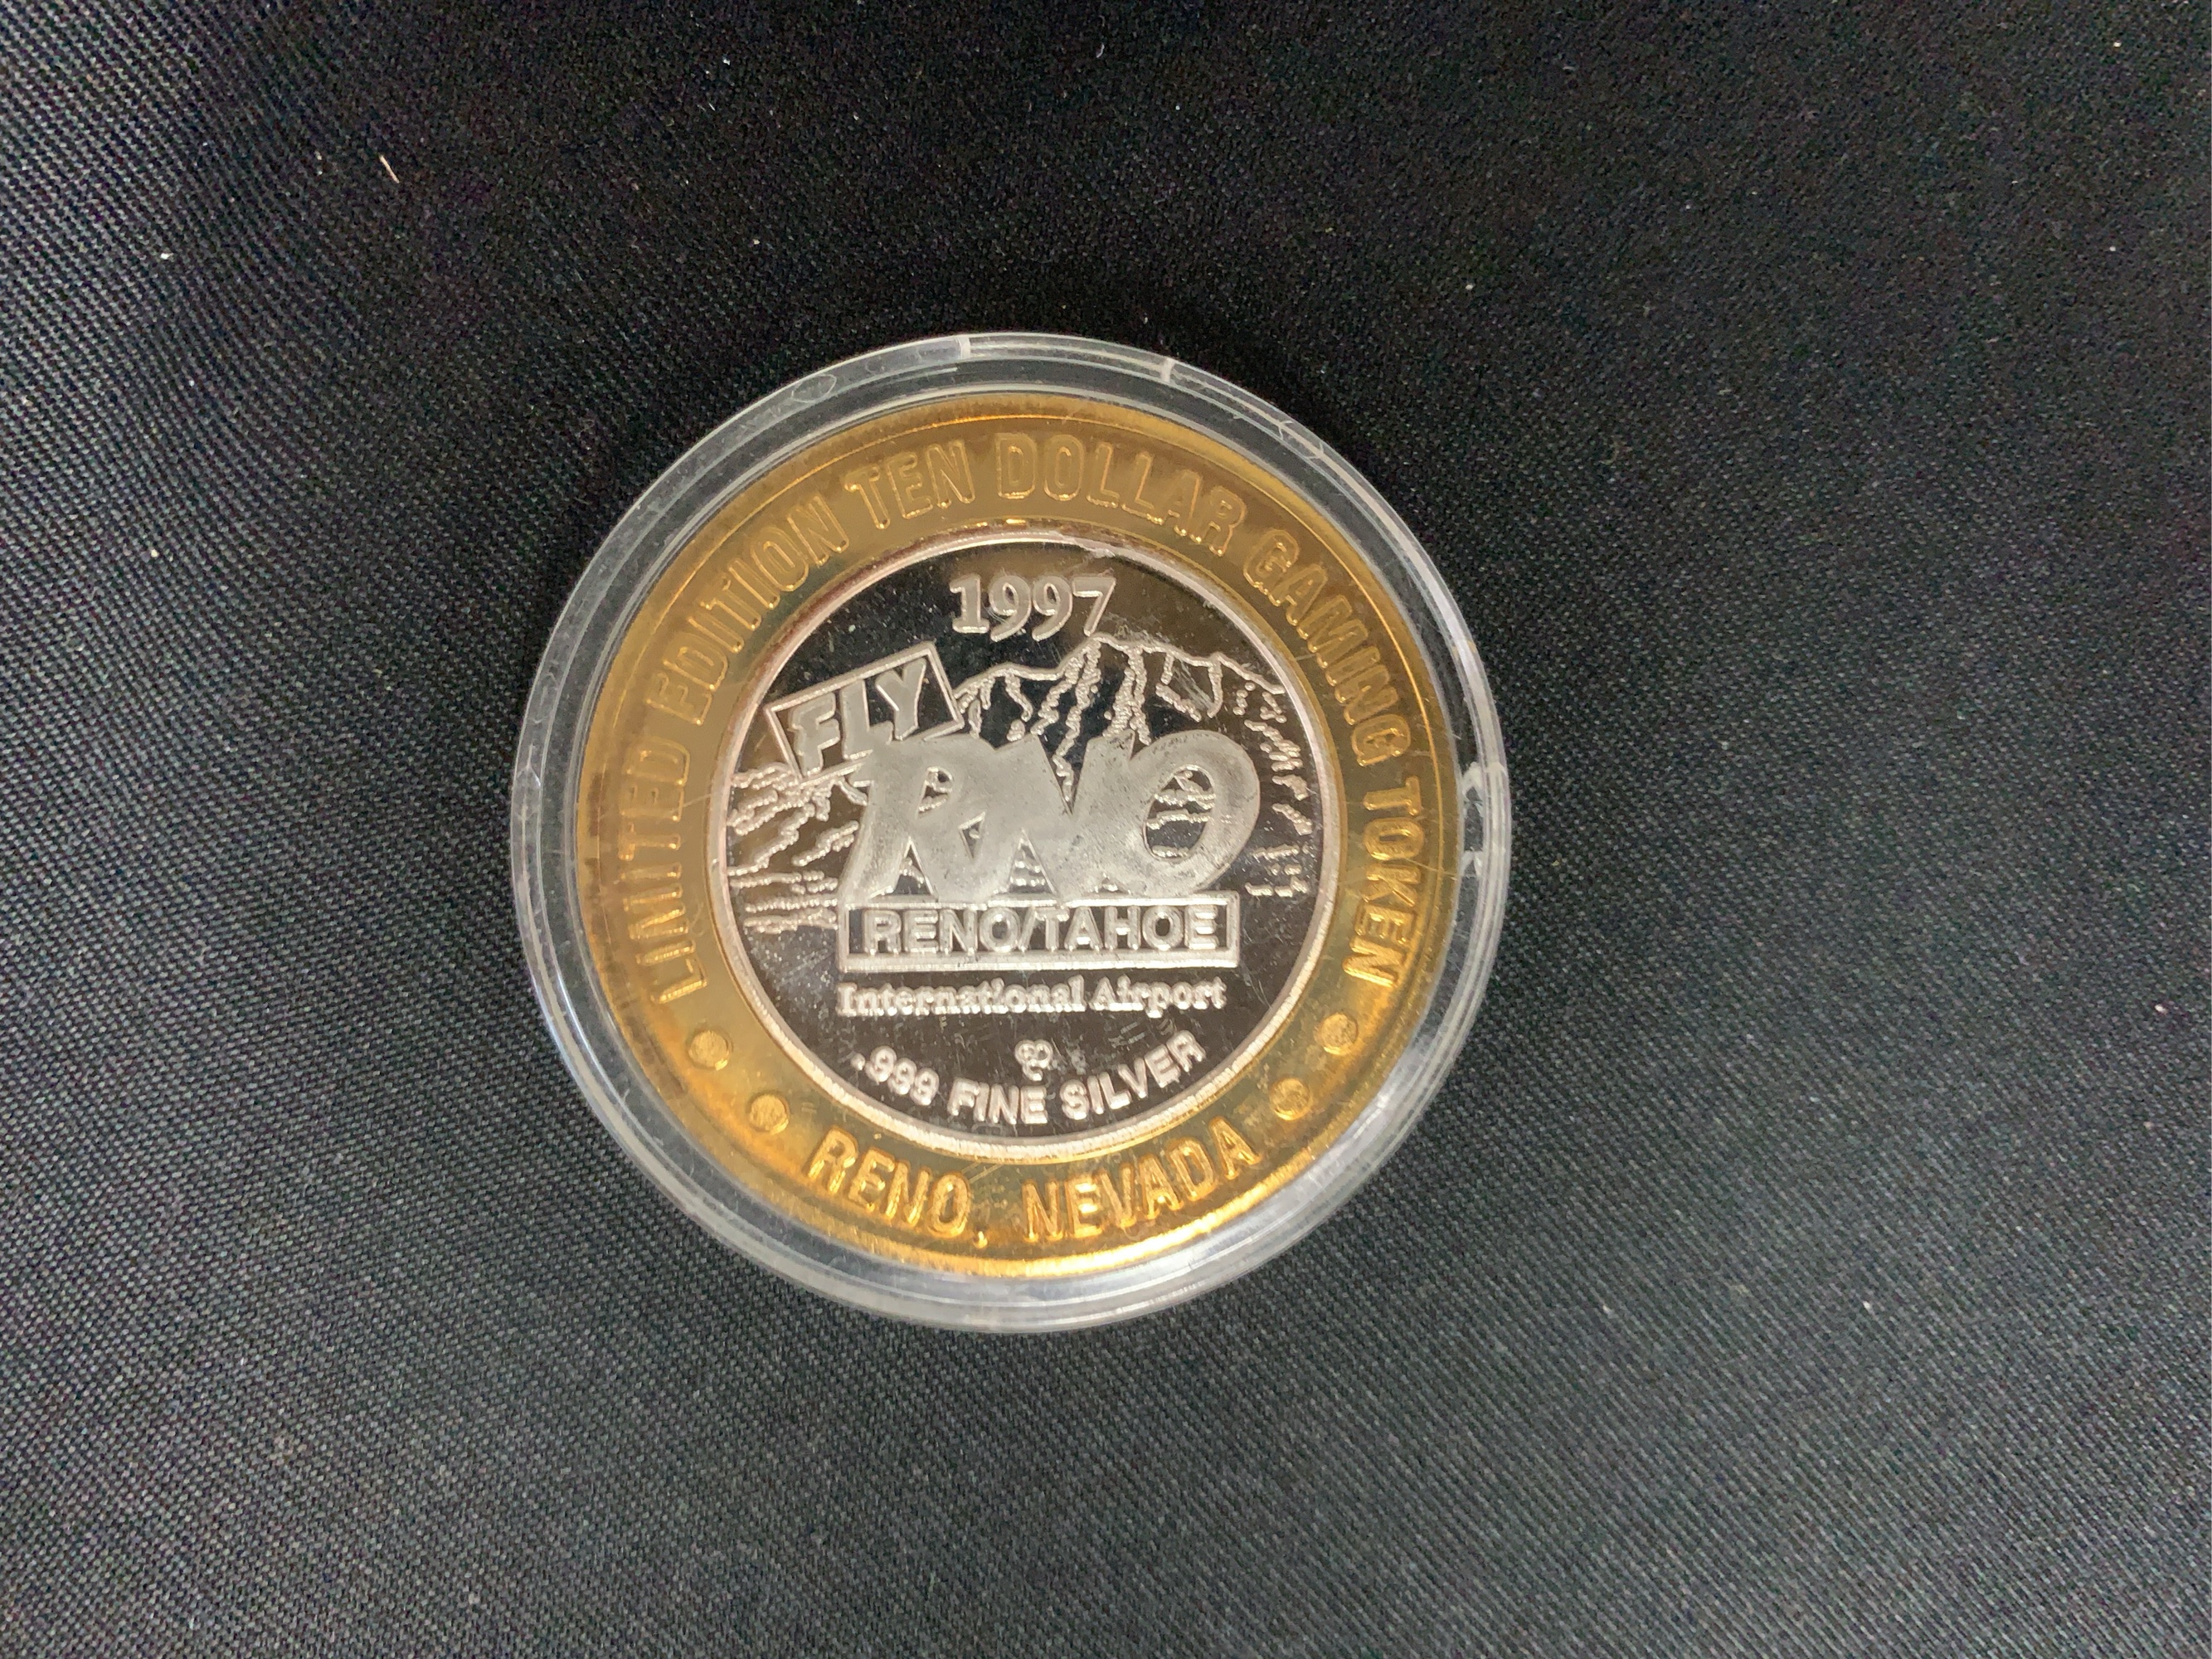 LIMITED EDITION TEN DOLLAR GAMING TOKEN
1997
FLY
RNO
RENO/TAHOE
International Airport
.999 FINE SILVER
RENO, NEVADA